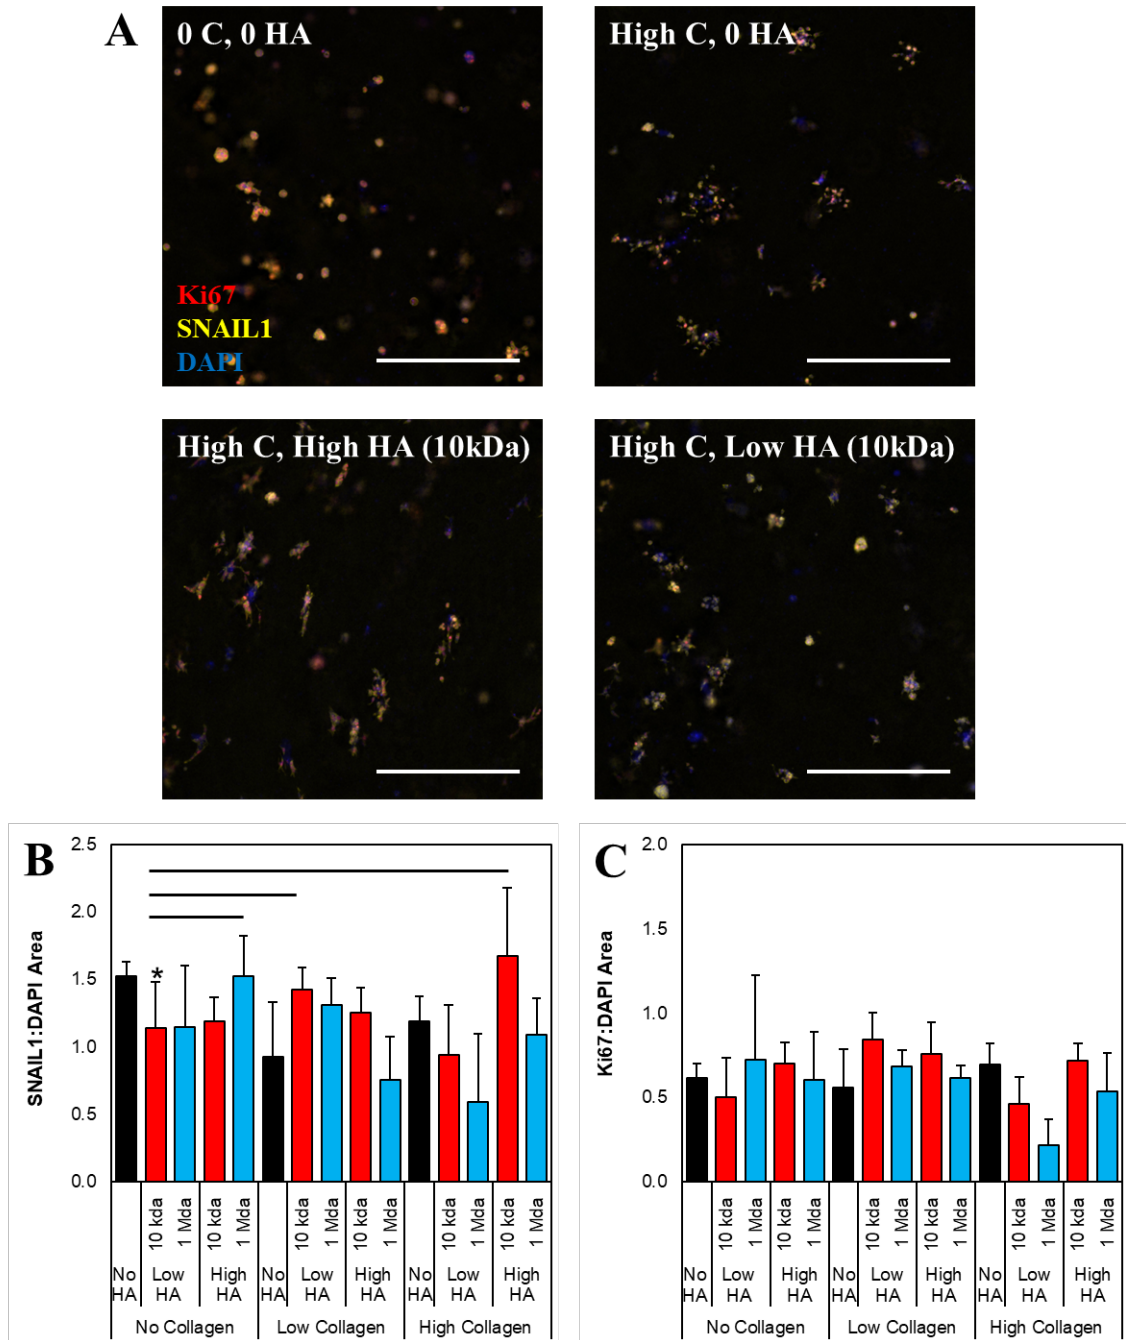 A
0 C, 0 HA
High C, 0 HA
Ki67
SNAIL1
DAPI
High C, High HA (10kDa)
High C, Low HA (10kDa)
B
SNAIL1:DAPI Area
2.5
2.0
1.5
1.0
0.5
0.0
*
10 kda
1 Mda
10 kda
1 Mda
10 kda
1 Mda
10 kda
1 Mda
10 kda
1 Mda
10 kda
1 Mda
No HA
Low HA
High HA
No HA
Low HA
High HA
No HA
Low HA
High HA
No Collagen
Low Collagen
High Collagen
C
Ki67:DAPI Area
2.0
1.5
1.0
0.5
0.0
10 kda
1 Mda
10 kda
1 Mda
10 kda
1 Mda
10 kda
1 Mda
10 kda
1 Mda
10 kda
1 Mda
No HA
Low HA
High HA
No HA
Low HA
High HA
No HA
Low HA
High HA
No Collagen
Low Collagen
High Collagen